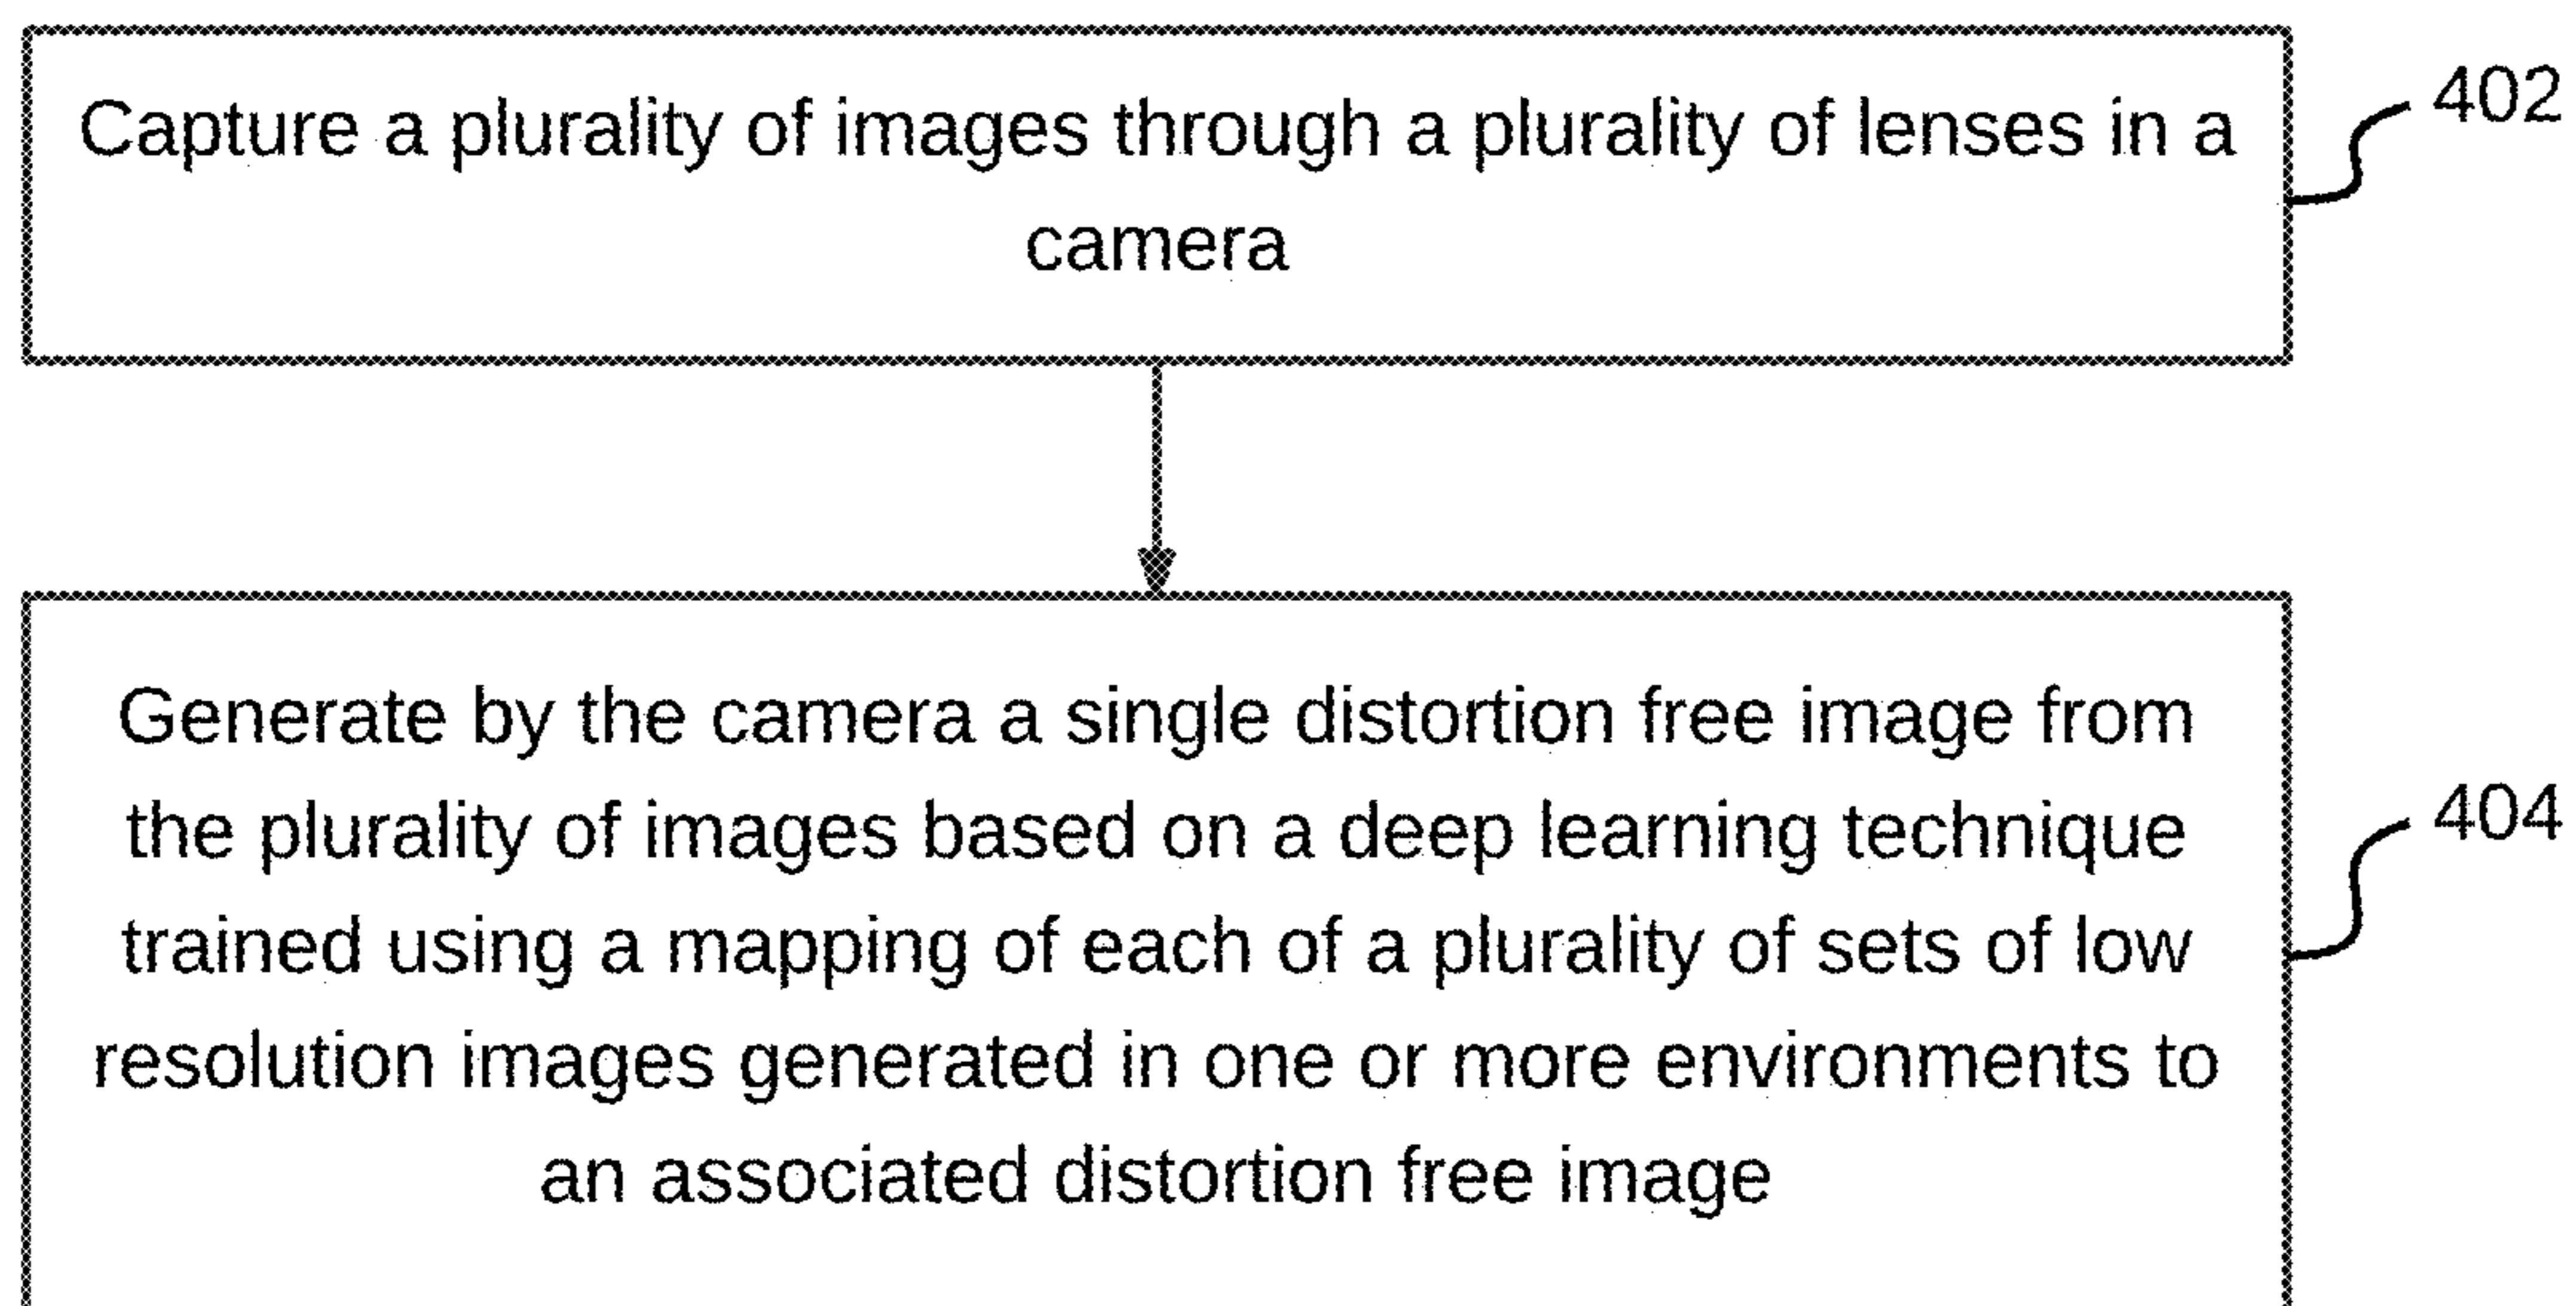 Capture a plurality of images through a plurality of lenses in a
camera
402
Generate by the camera a single distortion free image from
the plurality of images based on a deep learning technique
trained using a mapping of each of a plurality of sets of low
resolution images generated in one or more environments to
an associated distortion free image
404